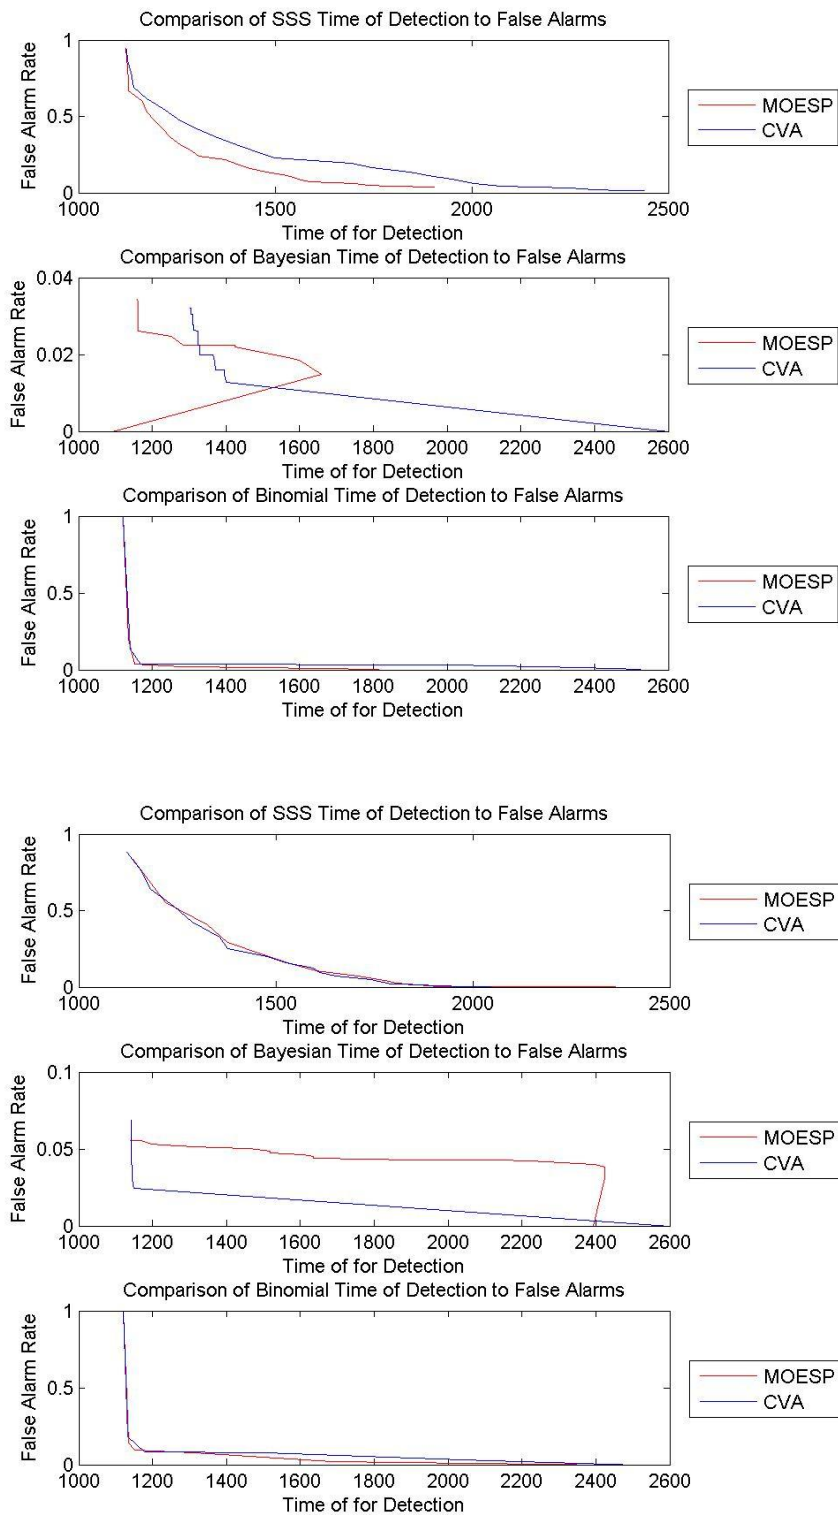 Comparison of SSS Time of Detection to False Alarms
False Alarm Rate
1
0.5
0
1000 1500 2000 2500
Time of for Detection
MOESP
CVA
Comparison of Bayesian Time of Detection to False Alarms
False Alarm Rate
0.04
0.02
0
1000 1200 1400 1600 1800 2000 2200 2400 2600
Time of for Detection
MOESP
CVA
Comparison of Binomial Time of Detection to False Alarms
False Alarm Rate
1
0.5
0
1000 1200 1400 1600 1800 2000 2200 2400 2600
Time of for Detection
MOESP
CVA
Comparison of SSS Time of Detection to False Alarms
False Alarm Rate
1
0.5
0
1000 1500 2000 2500
Time of for Detection
MOESP
CVA
Comparison of Bayesian Time of Detection to False Alarms
False Alarm Rate
0.1
0.05
0
1000 1200 1400 1600 1800 2000 2200 2400 2600
Time of for Detection
MOESP
CVA
Comparison of Binomial Time of Detection to False Alarms
False Alarm Rate
1
0.5
0
1000 1200 1400 1600 1800 2000 2200 2400 2600
Time of for Detection
MOESP
CVA